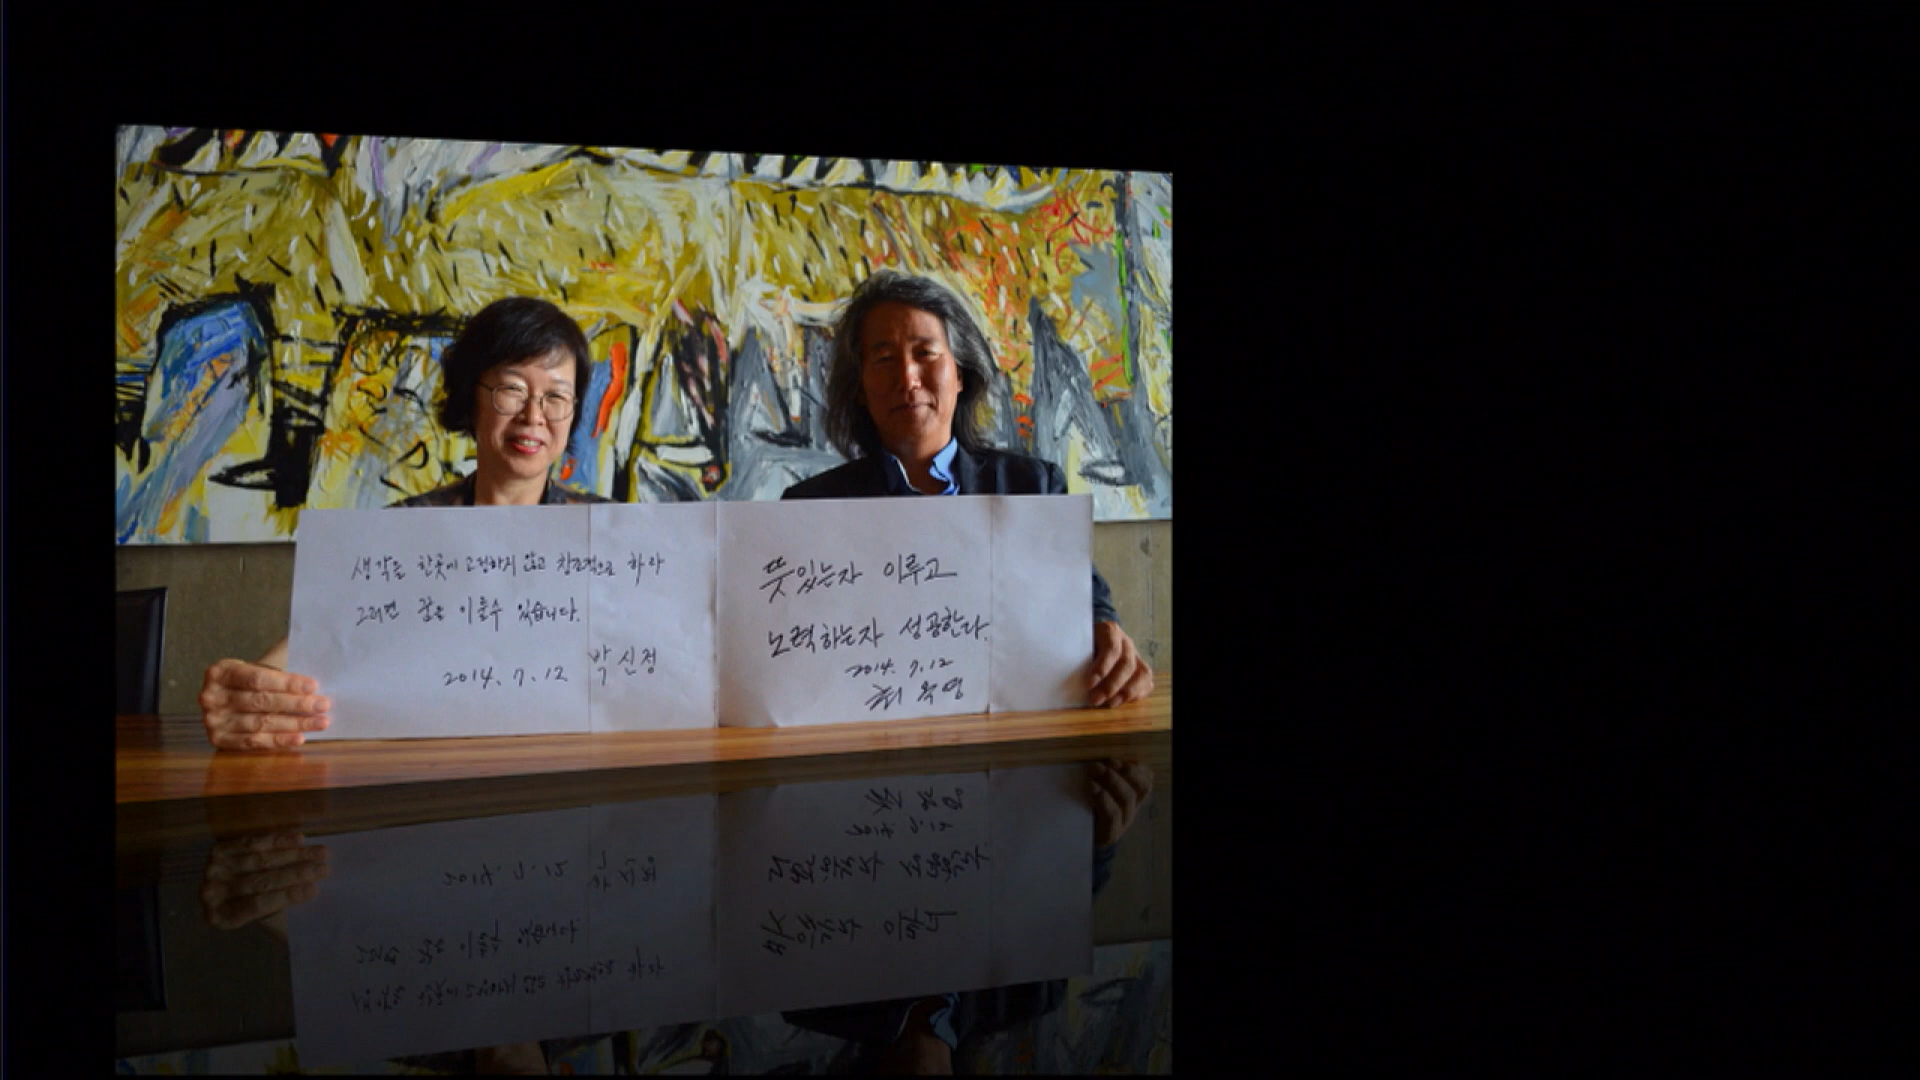 생각을 한곳에 고정하지 않고 창조적으로 하라
그러면 꿈을 이룰수 있습니다.
2014. 7. 12. 박신정
뜻있는자 이루고
노력하는자 성공한다.
2014. 7. 12
욱영